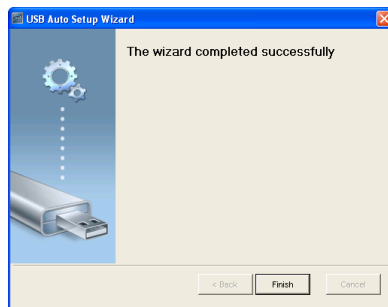 USB Auto Setup Wizard
The wizard completed successfully
< Back
Finish
Cancel